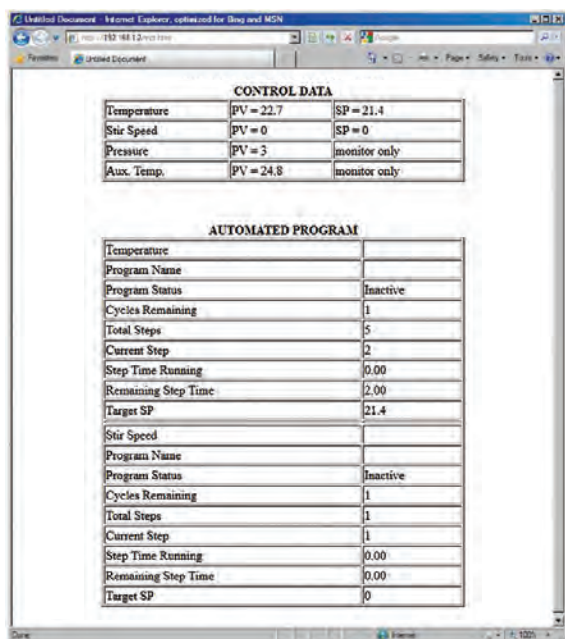 Untitled Document - Internet Explorer, optimized for Bing and MSN
Favorites Untitled Document Page Safety Tools
CONTROL DATA
Temperature PV = 22.7 SP = 21.4
Stir Speed PV = 0 SP = 0
Pressure PV = 3 monitor only
Aux. Temp. PV = 24.8 monitor only
AUTOMATED PROGRAM
Temperature
Program Name
Program Status Inactive
Cycles Remaining 1
Total Steps 5
Current Step 2
Step Time Running 0.00
Remaining Step Time 2.00
Target SP 21.4
Stir Speed
Program Name
Program Status Inactive
Cycles Remaining 1
Total Steps 1
Current Step 1
Step Time Running 0.00
Remaining Step Time 0.00
Target SP 0
Done 100%